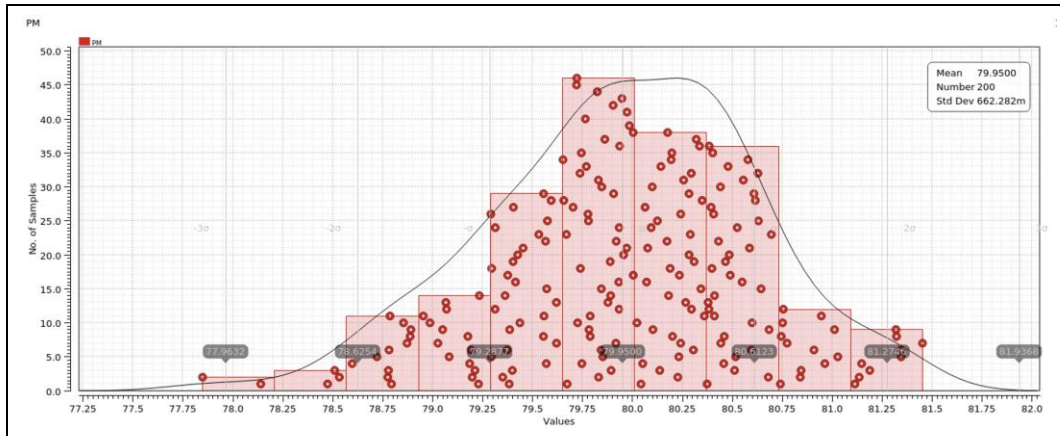 PM
PM
50.0
45.0
40.0
35.0
30.0
25.0
20.0
15.0
10.0
5.0
0.0
No. of Samples
Mean 79.9500
Number 200
Std Dev 662.282m
-3σ -2σ -σ 2σ
77.9632 78.6254 79.2877 79.9500 80.6123 81.2746 81.9368
77.25 77.5 77.75 78.0 78.25 78.5 78.75 79.0 79.25 79.5 79.75 80.0 80.25 80.5 80.75 81.0 81.25 81.5 81.75 82.0
Values